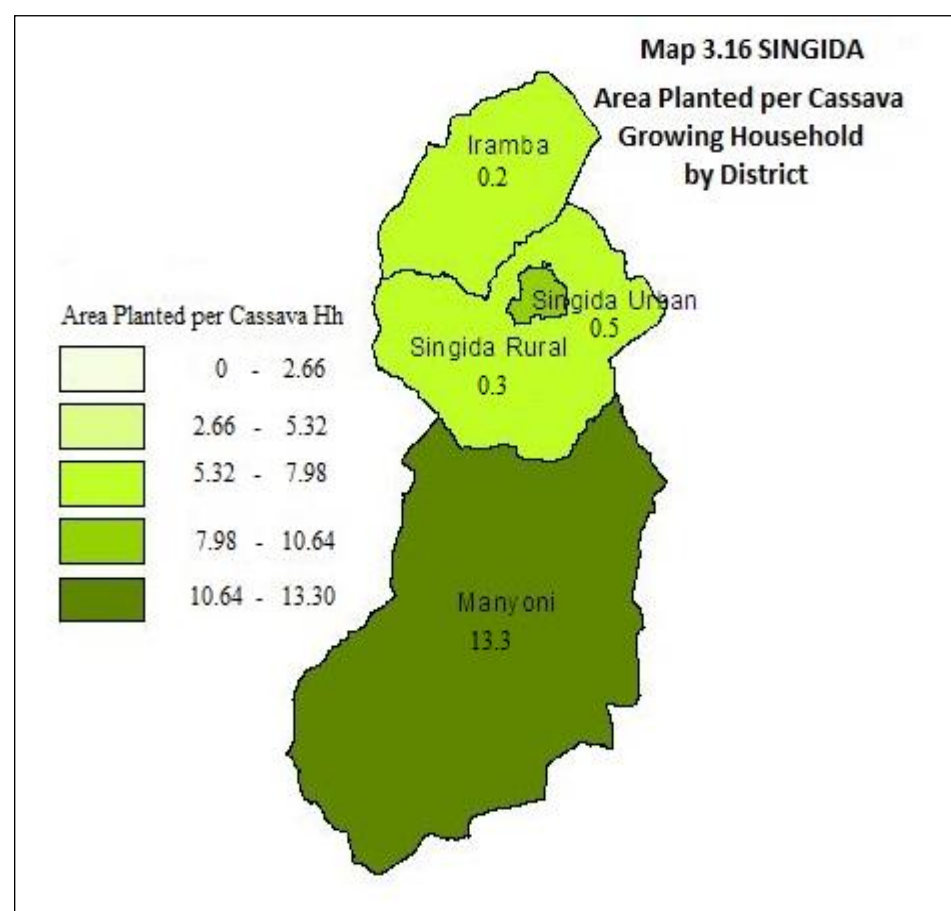 Map 3.16 SINGIDA
Area Planted per Cassava
Growing Household
by District
Iramba
0.2
Singida Urban
0.5
Singida Rural
0.3
Manyoni
13.3
Area Planted per Cassava Hh
0 - 2.66
2.66 - 5.32
5.32 - 7.98
7.98 - 10.64
10.64 - 13.30